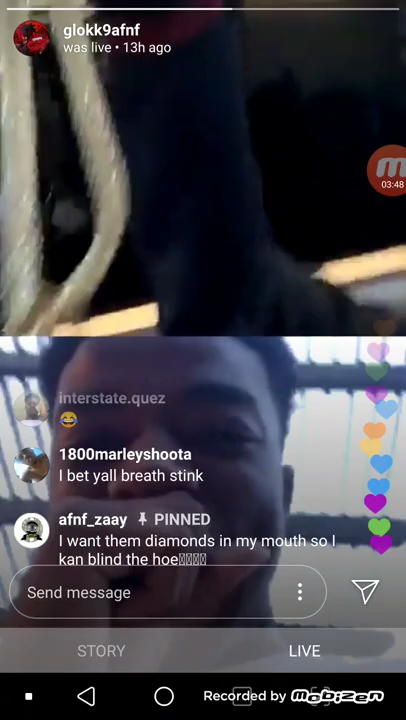 glokk9afnf
was live • 13h ago
03:48
interstate.quez
😂
1800marleyshoota
I bet yall breath stink
afnf_zaay PINNED
I want them diamonds in my mouth so I
kan blind the hoe
Send message
STORY LIVE
Recorded by mobizen